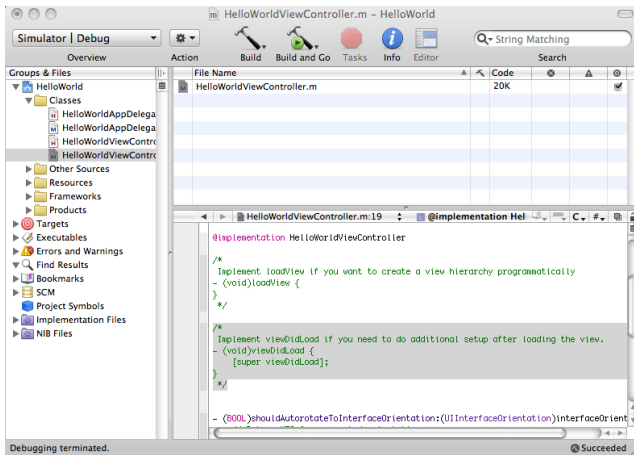 HelloWorldViewController.m – HelloWorld
Simulator | Debug
String Matching
Overview Action Build Build and Go Tasks Info Editor Search
Groups & Files
File Name Code
HelloWorld
HelloWorldViewController.m 20K
Classes
HelloWorldAppDelega
HelloWorldAppDelega
HelloWorldViewContro
HelloWorldViewContro
Other Sources
Resources
Frameworks
Products
Targets
Executables
Errors and Warnings
Find Results
Bookmarks
SCM
Project Symbols
Implementation Files
NIB Files
HelloWorldViewController.m:19 @implementation Hel C, #,
@implementation HelloWorldViewController
/*
Implement loadView if you want to create a view hierarchy programmatically
- (void)loadView {
}
*/
/*
Implement viewDidLoad if you need to do additional setup after loading the view.
- (void)viewDidLoad {
[super viewDidLoad];
}
*/
- (BOOL)shouldAutorotateToInterfaceOrientation:(UIInterfaceOrientation)interfaceOrient
Debugging terminated. Succeeded